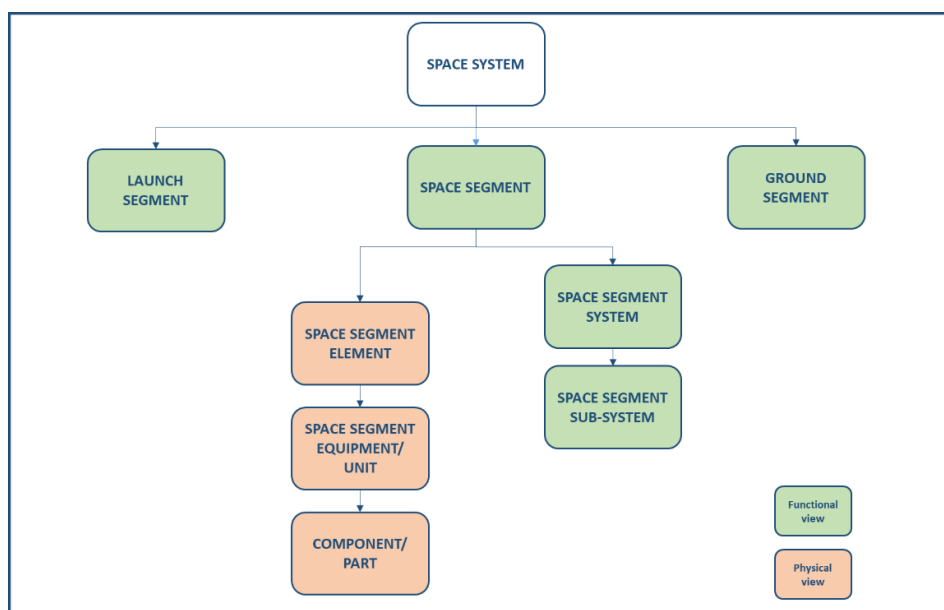 SPACE SYSTEM
LAUNCH
SEGMENT
SPACE SEGMENT
GROUND
SEGMENT
SPACE SEGMENT
ELEMENT
SPACE SEGMENT
SYSTEM
SPACE SEGMENT
EQUIPMENT/
UNIT
SPACE SEGMENT
SUB-SYSTEM
COMPONENT/
PART
Functional
view
Physical
view